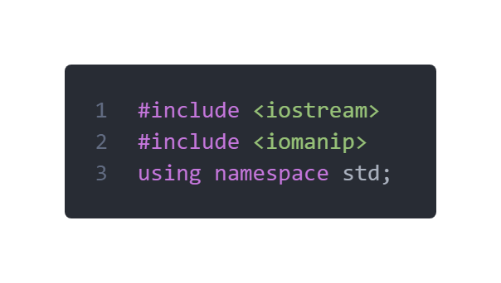 1 #include <iostream>
2 #include <iomanip>
3 using namespace std;